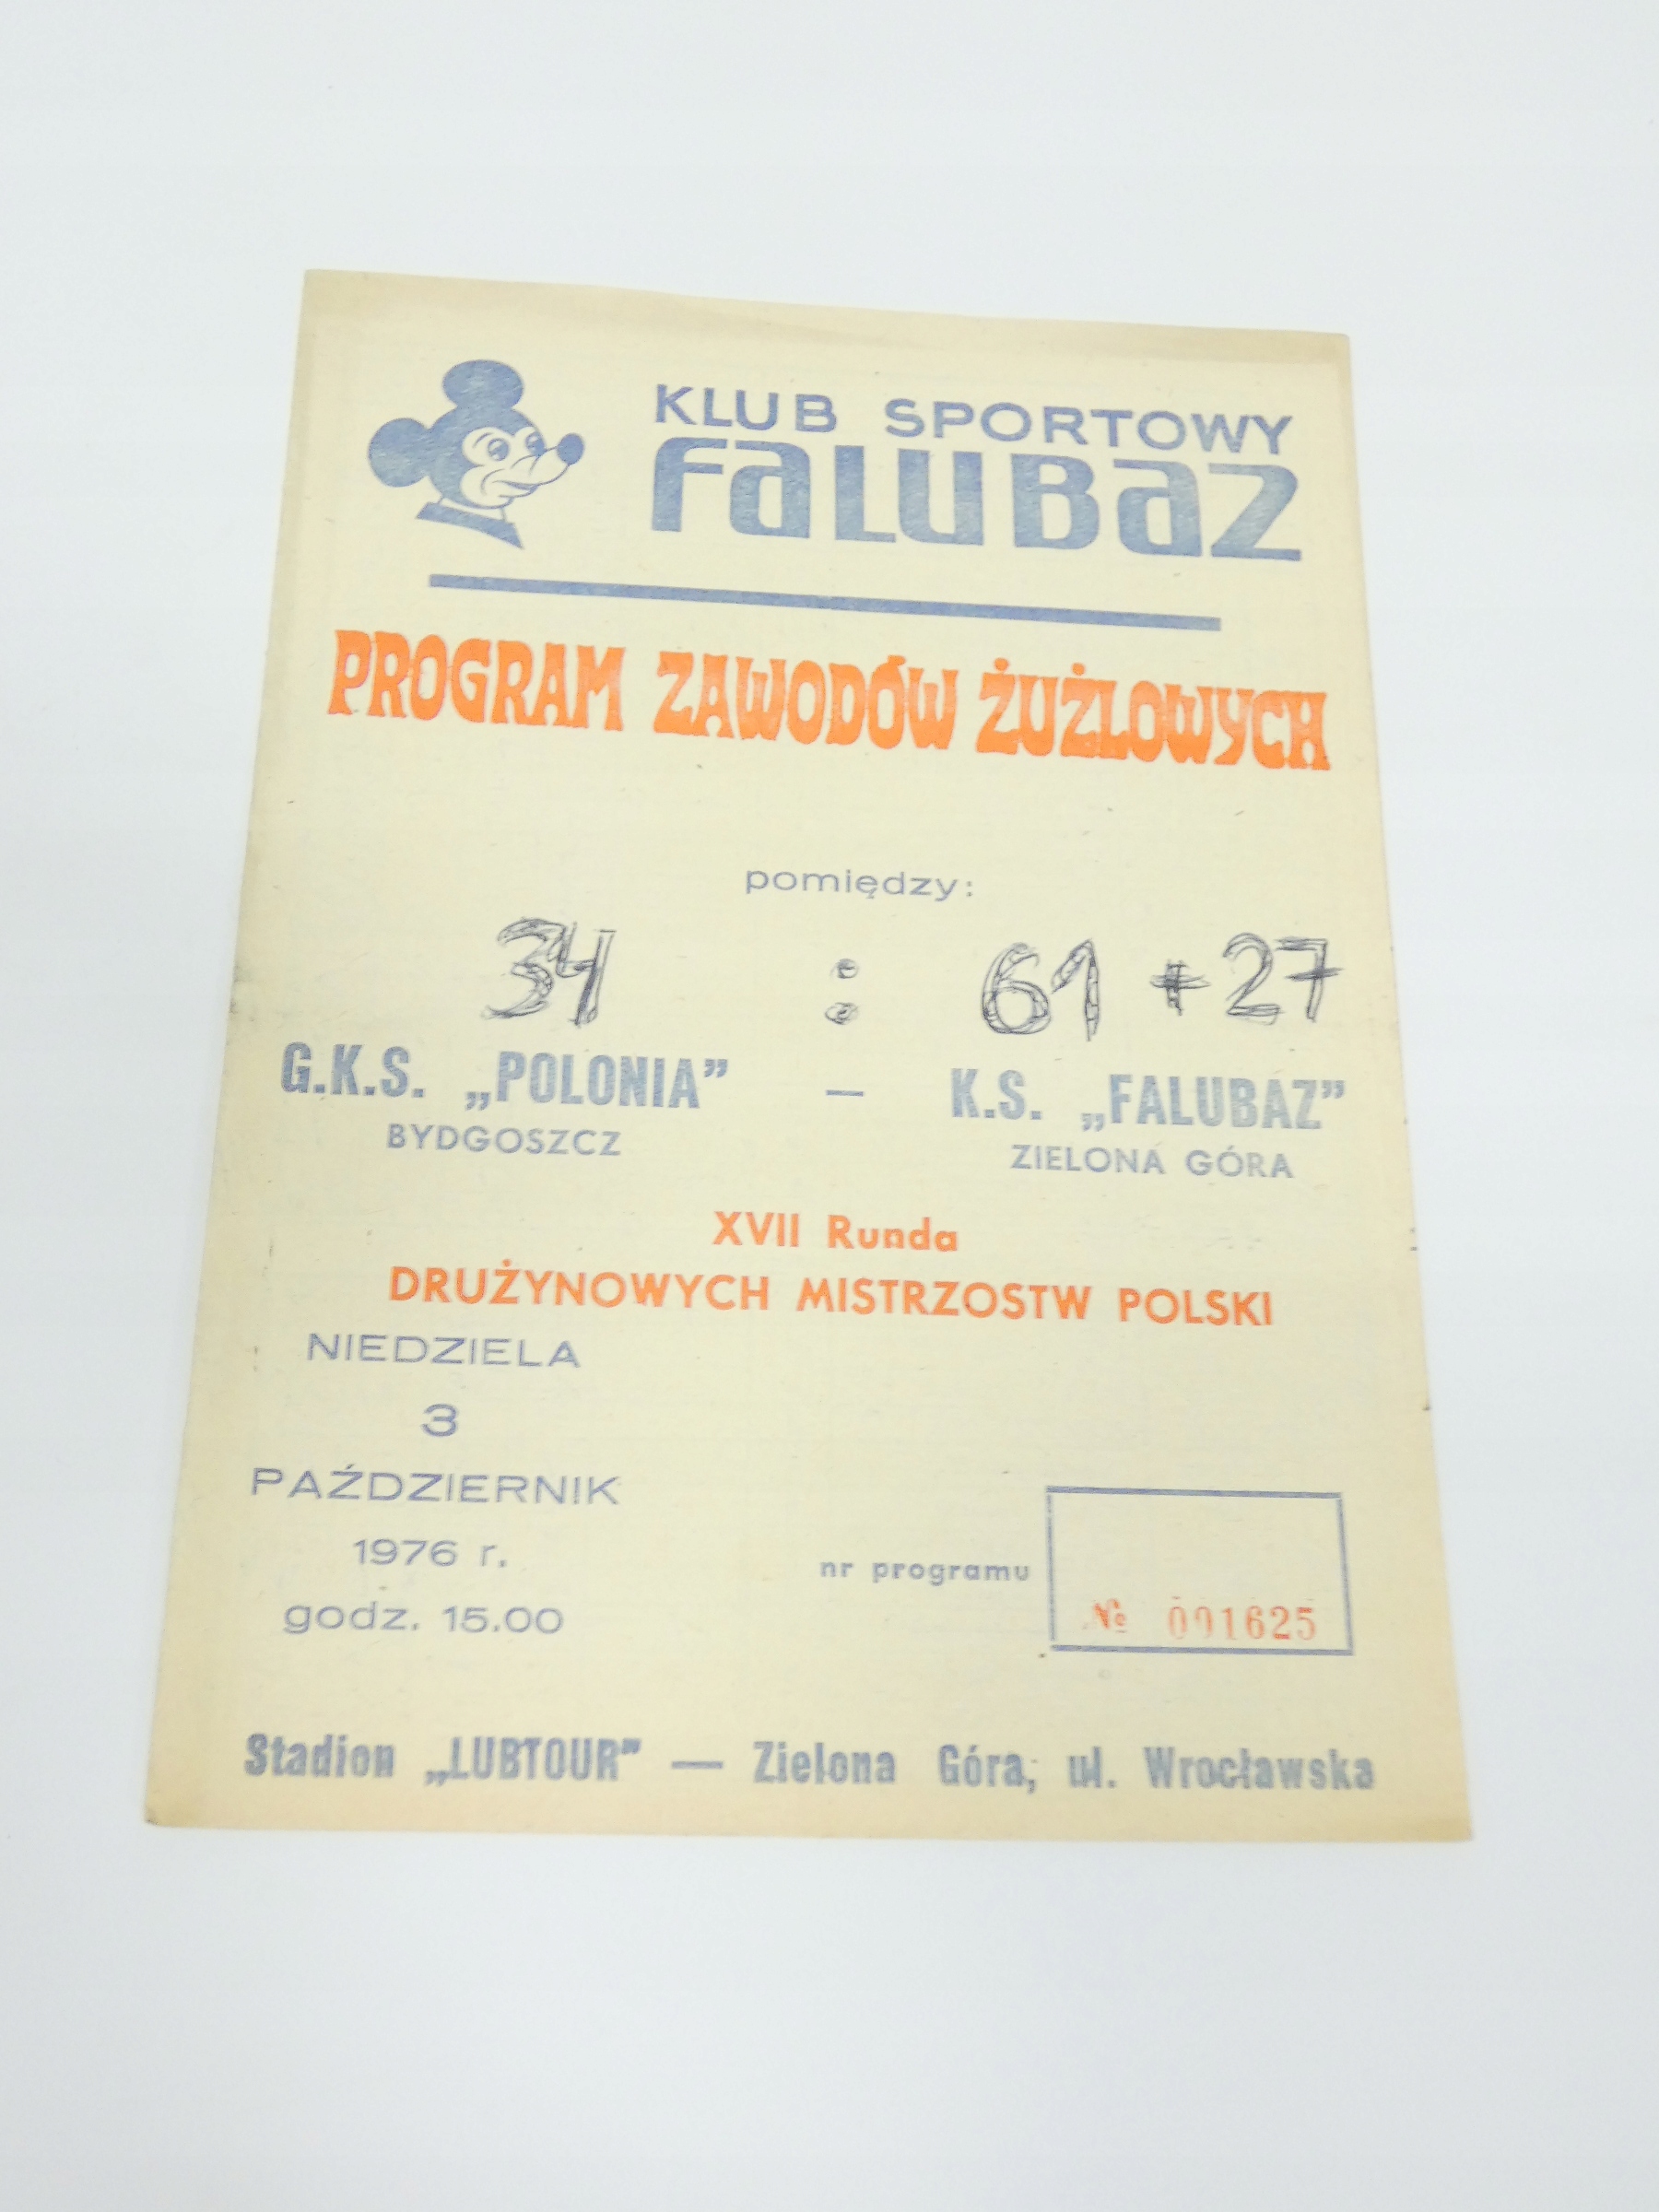 KLUB SPORTOWY
FALUBAZ
PROGRAM ZAWODÓW ŻUŻLOWYCH
pomiędzy:
34 : 61 + 27
G.K.S. „POLONIA” — K.S. „FALUBAZ”
BYDGOSZCZ ZIELONA GÓRA
XVII Runda
DRUŻYNOWYCH MISTRZOSTW POLSKI
NIEDZIELA
3
PAŹDZIERNIK
1976 r.
nr programu
godz. 15.00
№ 001625
Stadion „LUBTOUR” — Zielona Góra, ul. Wrocławska